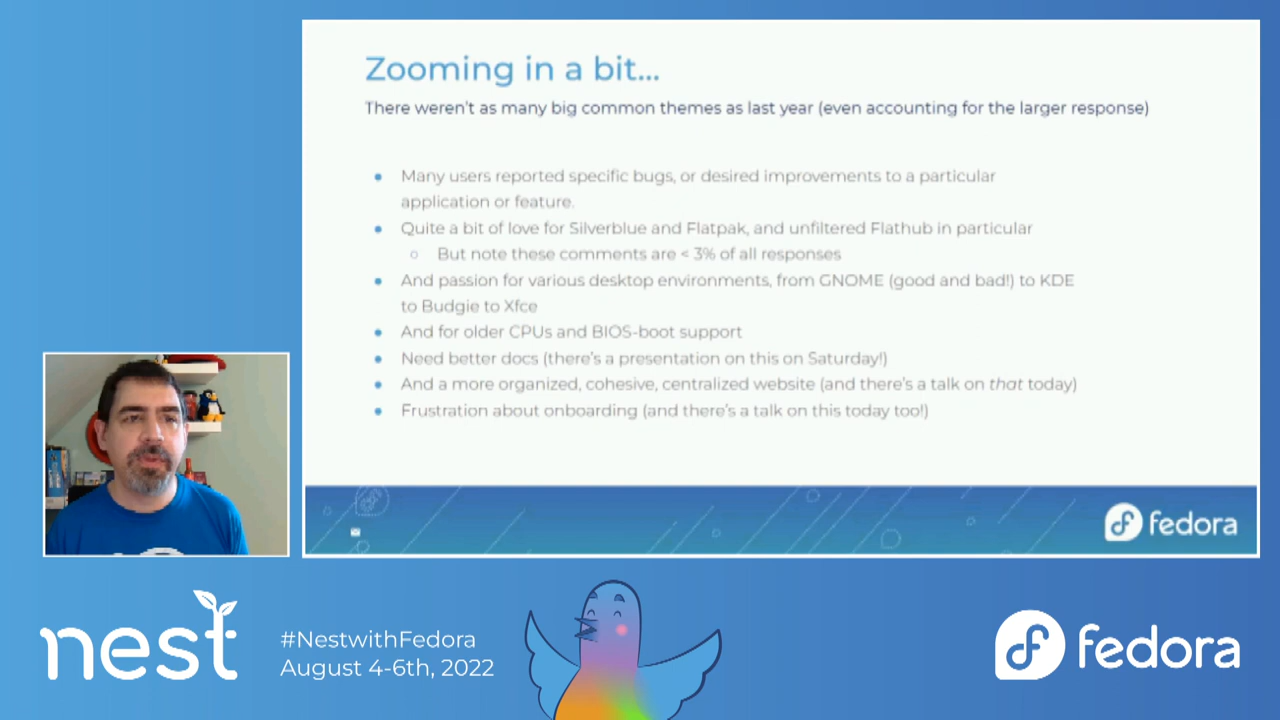 Zooming in a bit...
There weren't as many big common themes as last year (even accounting for the larger response)
Many users reported specific bugs, or desired improvements to a particular
application or feature.
Quite a bit of love for Silverblue and Flatpak, and unfiltered Flathub in particular
But note these comments are < 3% of all responses
And passion for various desktop environments, from GNOME (good and bad!) to KDE
to Budgie to Xfce
And for older CPUs and BIOS-boot support
Need better docs (there's a presentation on this on Saturday!)
And a more organized, cohesive, centralized website (and there's a talk on that today)
Frustration about onboarding (and there's a talk on this today too!)
fedora
nest
#NestwithFedora
August 4-6th, 2022
fedora